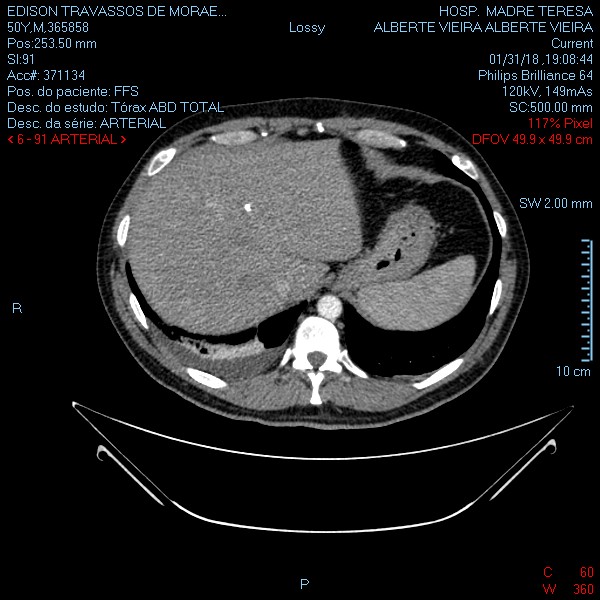 EDISON TRAVASSOS DE MORAE...
50Y,M,365858
Pos:253.50 mm
SI:91
Acc#: 371134
Pos. do paciente: FFS
Desc. do estudo: Tórax ABD TOTAL
Desc. da série: ARTERIAL
< 6 - 91 ARTERIAL >
Lossy
HOSP. MADRE TERESA
ALBERTE VIEIRA ALBERTE VIEIRA
Current
01/31/18 ,19:08:44
Philips Brilliance 64
120kV, 149mAs
SC:500.00 mm
117% Pixel
DFOV 49.9 x 49.9 cm
SW 2.00 mm
R
10 cm
P
C 60
W 360